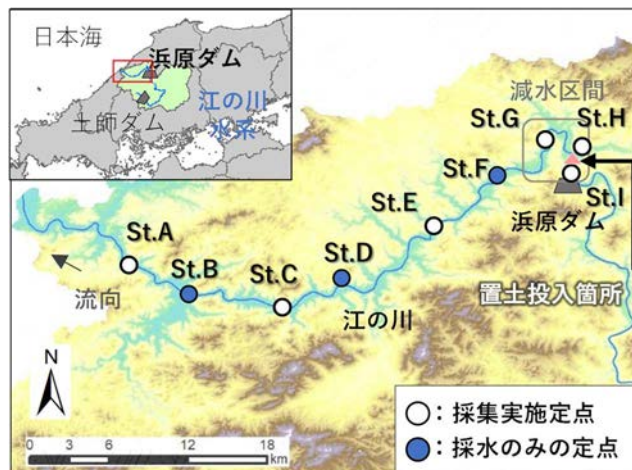 日本海
浜原ダム
江の川
水系
土師ダム
減水区間
St.G
St.H
St.F
St.I
浜原ダム
St.E
St.A
St.D
St.B
St.C
置土投入箇所
流向
江の川
N
○：採集実施定点
●：採水のみの定点
0 3 6 12 18
km